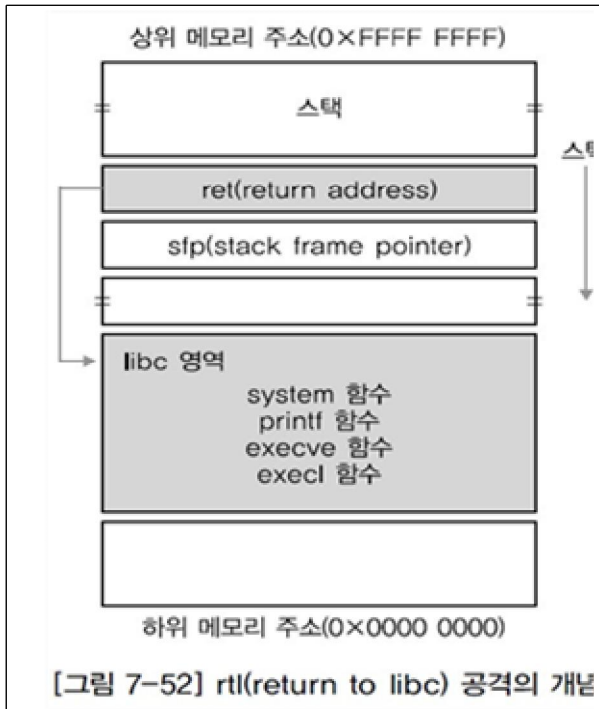 상위 메모리 주소(0×FFFF FFFF)
스택
ret(return address)
sfp(stack frame pointer)
libc 영역
system 함수
printf 함수
execve 함수
execl 함수
하위 메모리 주소(0×0000 0000)
[그림 7-52] rtl(return to libc) 공격의 개념